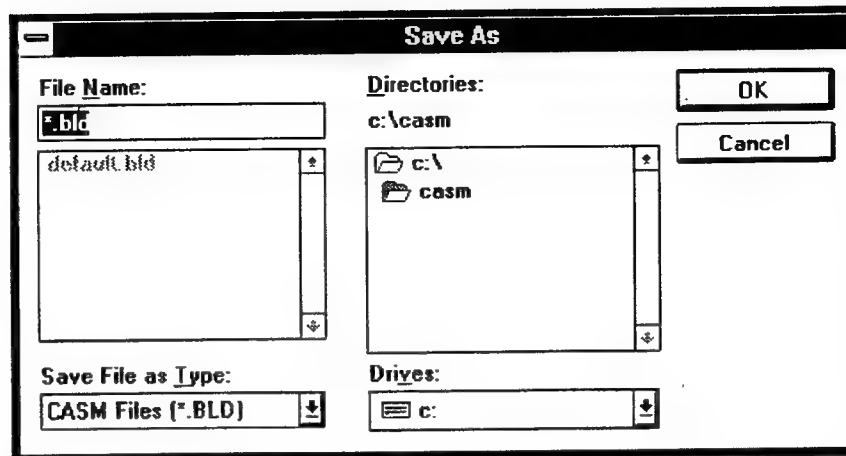 Save As
File Name:
*.bld
default.bld
Save File as Type:
CASM Files (*.BLD)
Directories:
c:\casm
c:\
casm
Drives:
c:
OK
Cancel